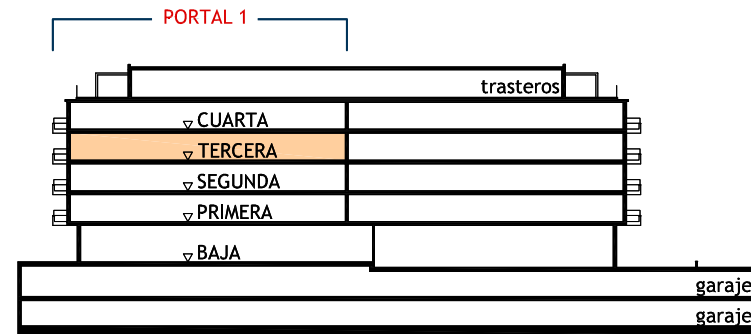 PORTAL 1
trasteros
CUARTA
TERCERA
SEGUNDA
PRIMERA
BAJA
garaje
garaje